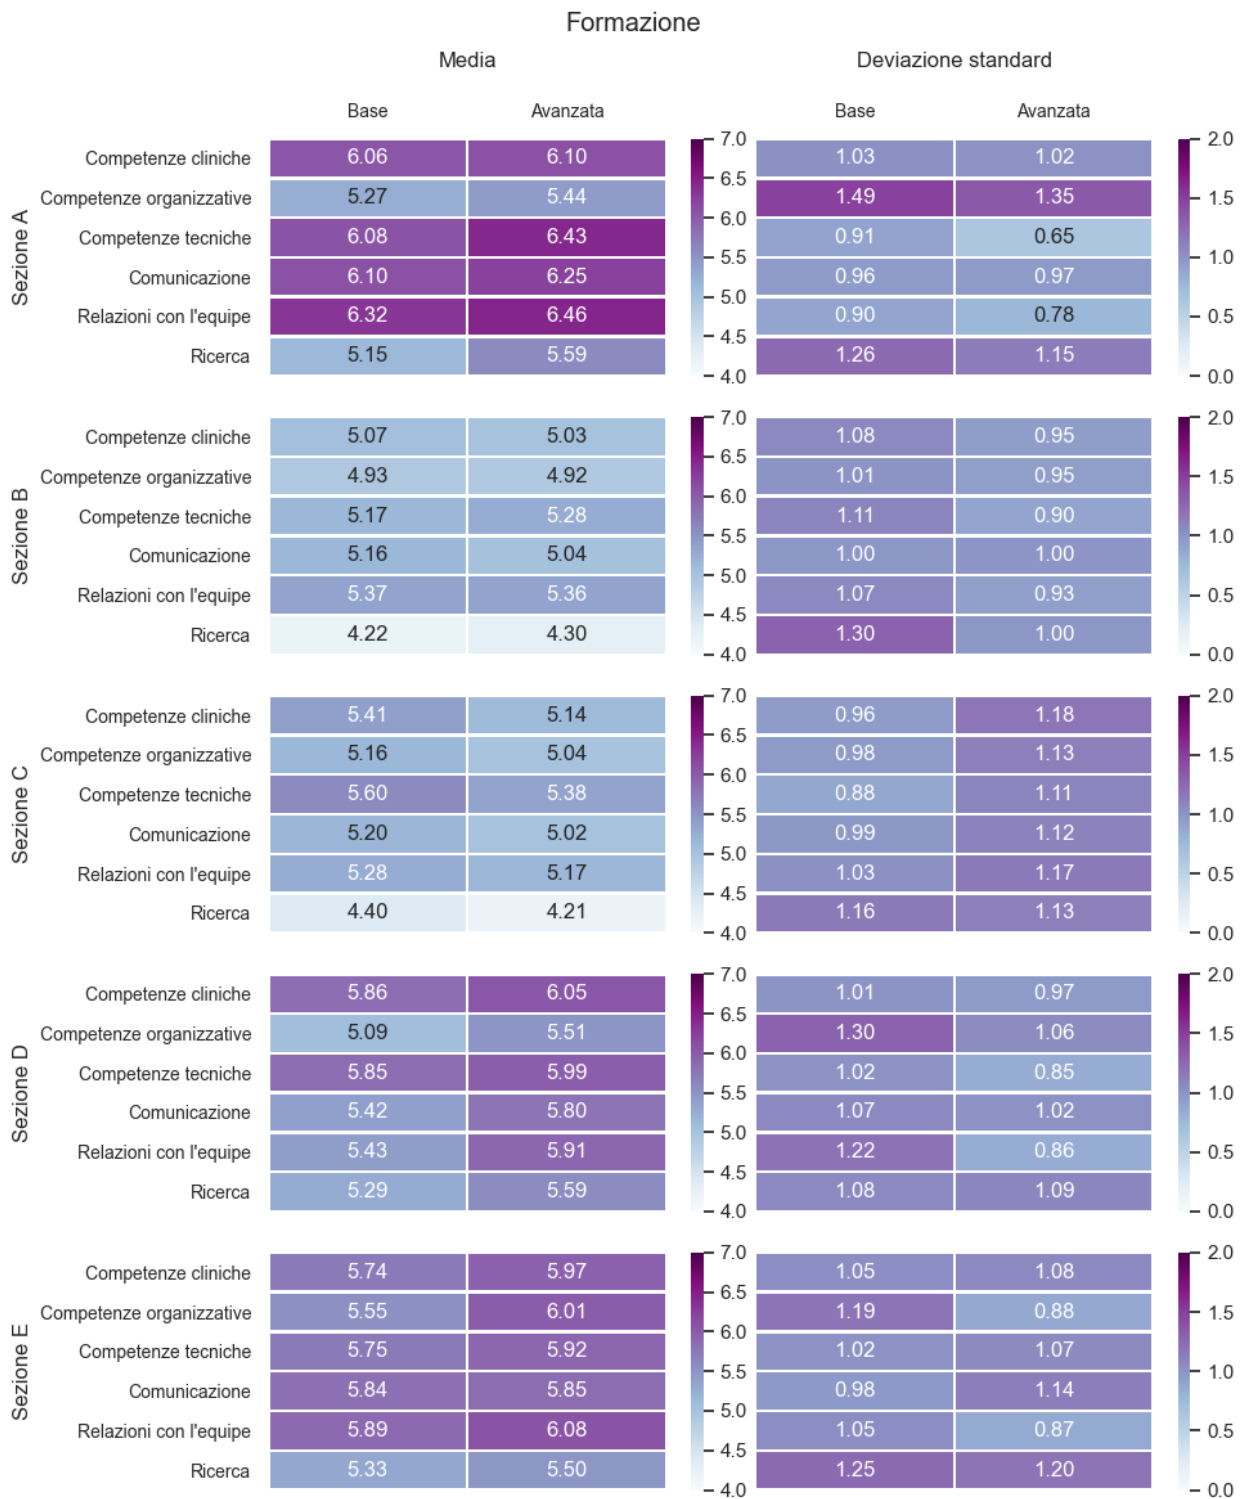 Formazione
Media Deviazione standard
Base Avanzata Base Avanzata
Sezione A
Competenze cliniche 6.06 6.10 1.03 1.02
Competenze organizzative 5.27 5.44 1.49 1.35
Competenze tecniche 6.08 6.43 0.91 0.65
Comunicazione 6.10 6.25 0.96 0.97
Relazioni con l'equipe 6.32 6.46 0.90 0.78
Ricerca 5.15 5.59 1.26 1.15
7.0 2.0
6.5
6.0 1.5
5.5
5.0 1.0
4.5 0.5
4.0 0.0
Sezione B
Competenze cliniche 5.07 5.03 1.08 0.95
Competenze organizzative 4.93 4.92 1.01 0.95
Competenze tecniche 5.17 5.28 1.11 0.90
Comunicazione 5.16 5.04 1.00 1.00
Relazioni con l'equipe 5.37 5.36 1.07 0.93
Ricerca 4.22 4.30 1.30 1.00
7.0 2.0
6.5
6.0 1.5
5.5
5.0 1.0
4.5 0.5
4.0 0.0
Sezione C
Competenze cliniche 5.41 5.14 0.96 1.18
Competenze organizzative 5.16 5.04 0.98 1.13
Competenze tecniche 5.60 5.38 0.88 1.11
Comunicazione 5.20 5.02 0.99 1.12
Relazioni con l'equipe 5.28 5.17 1.03 1.17
Ricerca 4.40 4.21 1.16 1.13
7.0 2.0
6.5
6.0 1.5
5.5
5.0 1.0
4.5 0.5
4.0 0.0
Sezione D
Competenze cliniche 5.86 6.05 1.01 0.97
Competenze organizzative 5.09 5.51 1.30 1.06
Competenze tecniche 5.85 5.99 1.02 0.85
Comunicazione 5.42 5.80 1.07 1.02
Relazioni con l'equipe 5.43 5.91 1.22 0.86
Ricerca 5.29 5.59 1.08 1.09
7.0 2.0
6.5
6.0 1.5
5.5
5.0 1.0
4.5 0.5
4.0 0.0
Sezione E
Competenze cliniche 5.74 5.97 1.05 1.08
Competenze organizzative 5.55 6.01 1.19 0.88
Competenze tecniche 5.75 5.92 1.02 1.07
Comunicazione 5.84 5.85 0.98 1.14
Relazioni con l'equipe 5.89 6.08 1.05 0.87
Ricerca 5.33 5.50 1.25 1.20
7.0 2.0
6.5
6.0 1.5
5.5
5.0 1.0
4.5 0.5
4.0 0.0